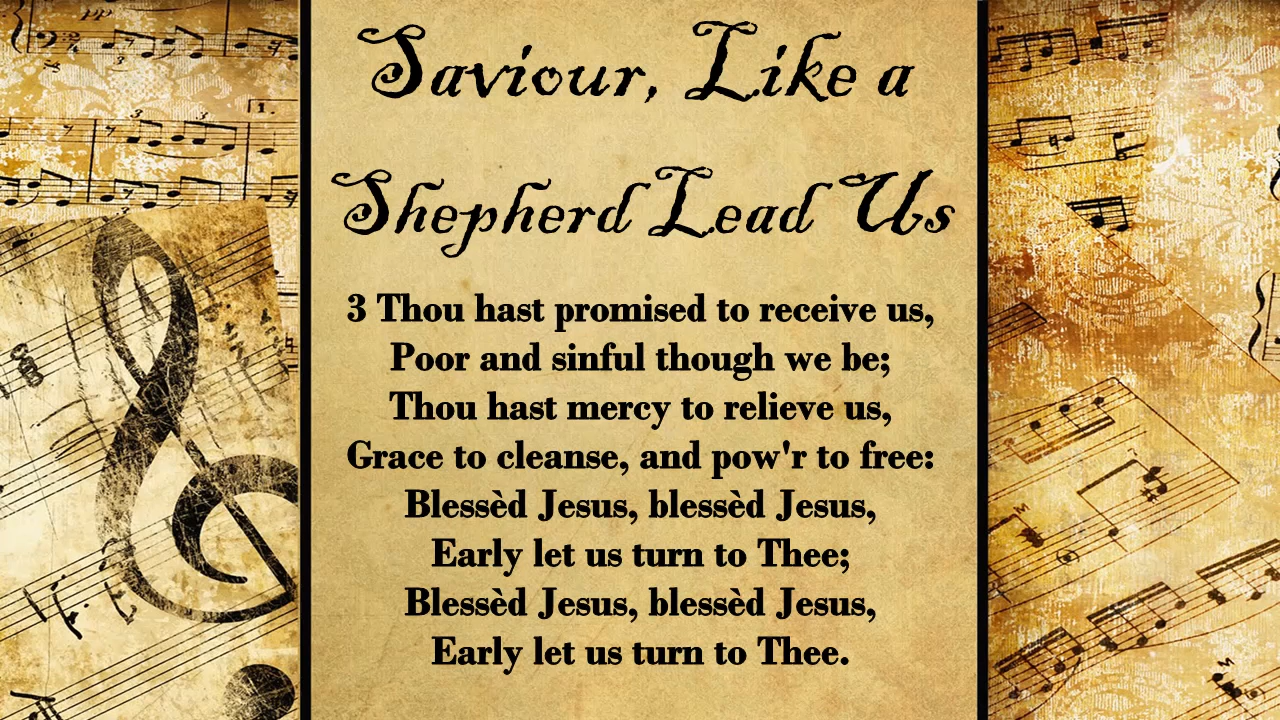 Saviour, Like a
Shepherd Lead Us
3 Thou hast promised to receive us,
Poor and sinful though we be;
Thou hast mercy to relieve us,
Grace to cleanse, and pow'r to free:
Blessèd Jesus, blessèd Jesus,
Early let us turn to Thee;
Blessèd Jesus, blessèd Jesus,
Early let us turn to Thee.